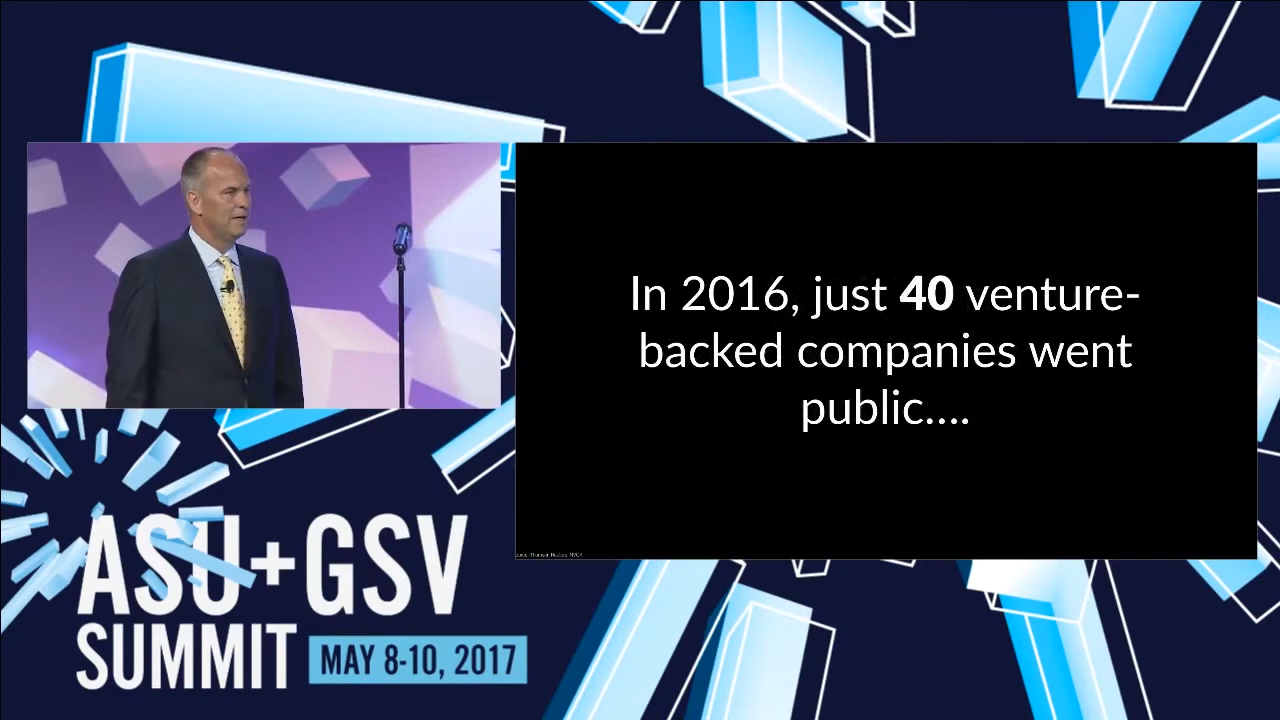 In 2016, just 40 venture-
backed companies went
public....
ASU+GSV
SUMMIT MAY 8-10, 2017